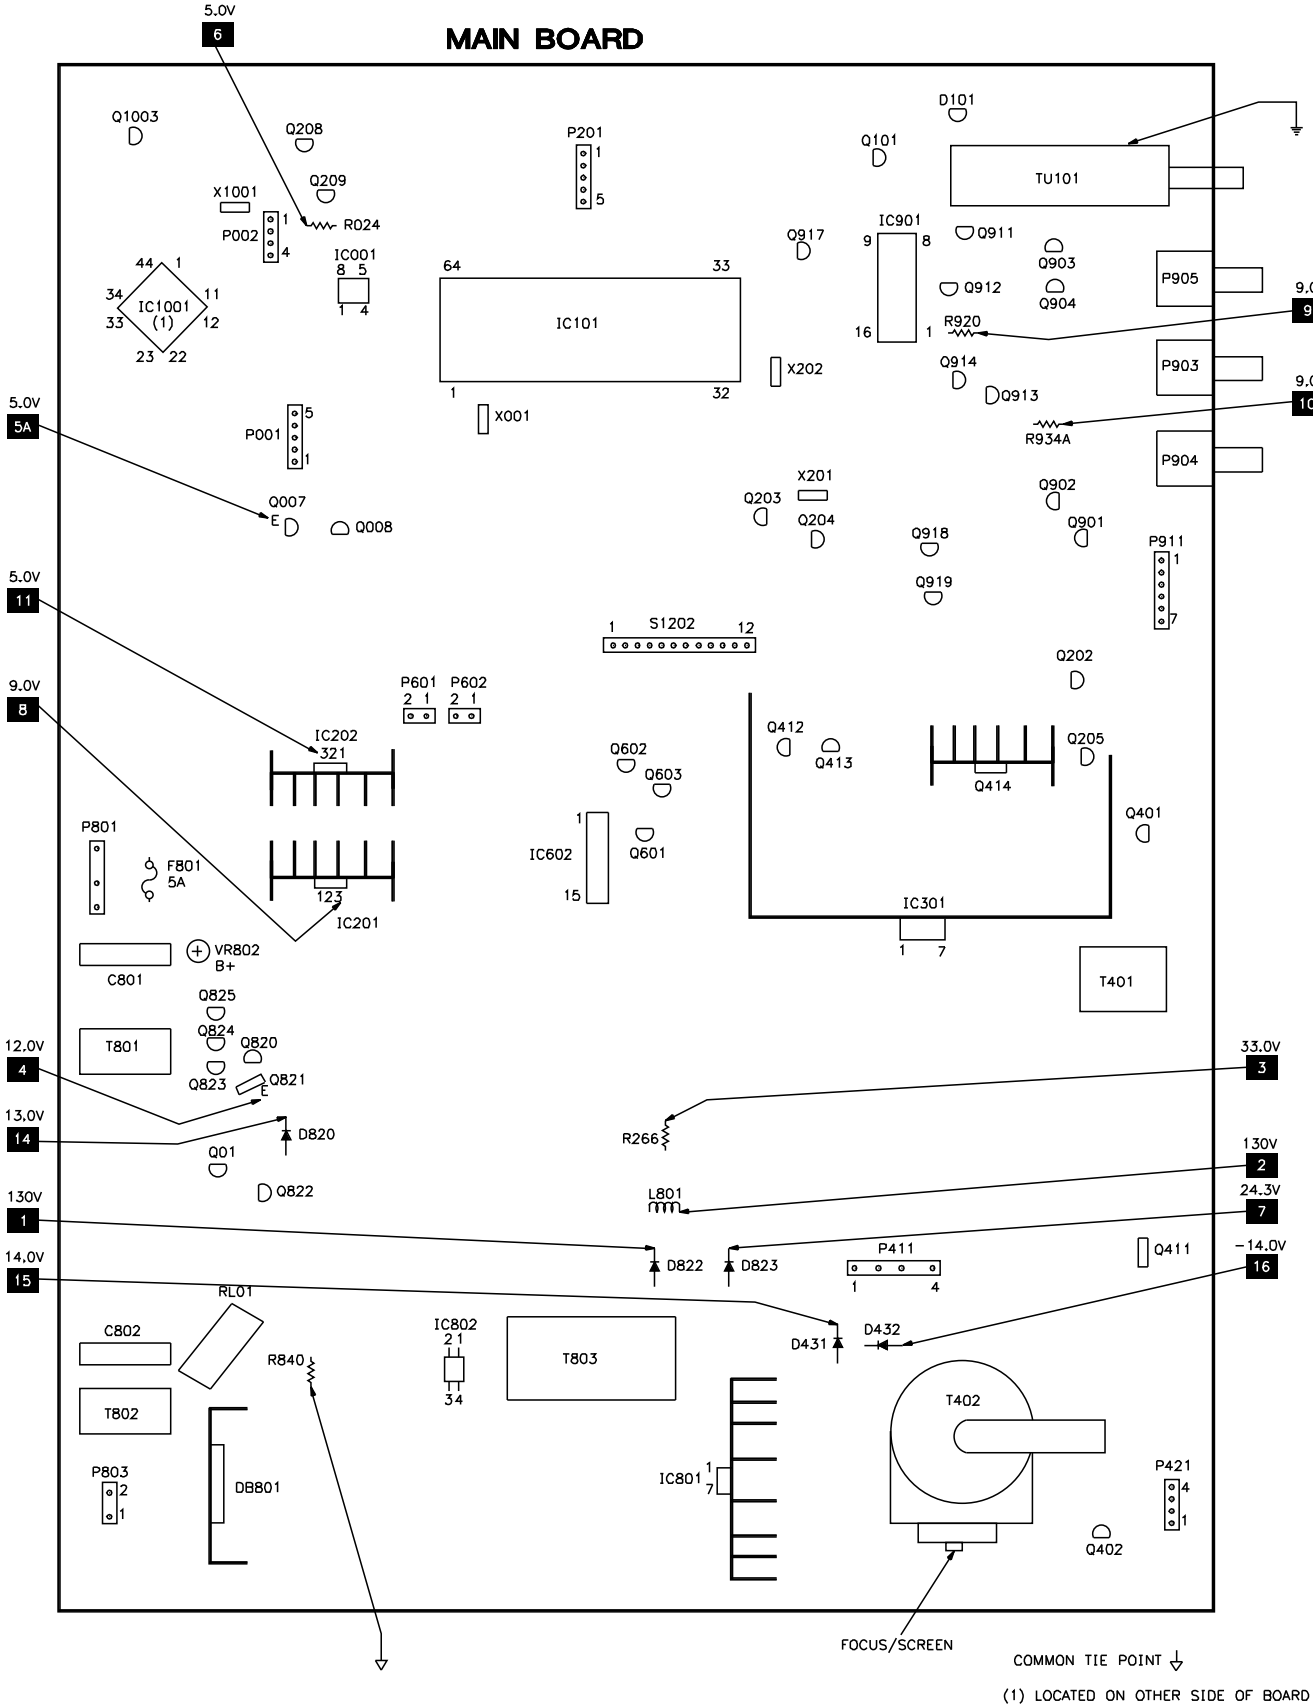 5.0V
6
MAIN BOARD
Q1003
Q208
P201
1
5
D101
Q101
TU101
X1001
Q209
P002
1
4
R024
IC901
9
8
16
1
Q917
Q911
Q903
IC001
8 5
1 4
44
1
34
11
IC1001
(1)
33
12
23
22
64
33
IC101
1
32
Q912
Q904
P905
R920
9.0
9
X202
Q914
Q913
P903
9.0
10
5.0V
5A
P001
5
1
X001
R934A
P904
Q007
E
Q008
X201
Q203
Q204
Q902
Q901
Q918
Q919
P911
1
7
5.0V
11
1
S1202
12
Q202
9.0V
8
P601
2 1
P602
2 1
IC202
321
Q412
Q413
Q205
Q414
Q602
Q603
Q401
P801
F801
5A
1
IC602
15
Q601
123
IC201
IC301
1
7
VR802
B+
C801
T401
Q825
Q824
Q820
T801
Q823
Q821
E
12.0V
4
33.0V
3
13.0V
14
D820
R266
Q01
130V
2
Q822
L801
24.3V
7
130V
1
D822
D823
P411
1
4
Q411
-14.0V
16
14.0V
15
RL01
C802
IC802
21
34
T803
D431
D432
R840
T802
T402
P803
2
1
DB801
IC801
1
7
P421
4
1
Q402
FOCUS/SCREEN
COMMON TIE POINT
(1) LOCATED ON OTHER SIDE OF BOARD